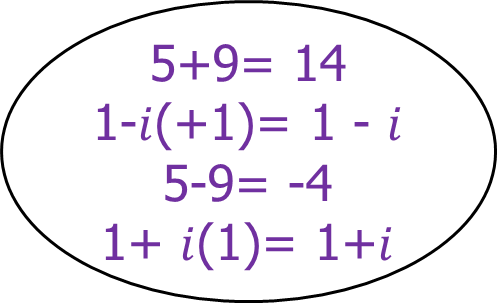 5+9= 14
1-i(+1)= 1 - i
5-9= -4
1+ i(1)= 1+i